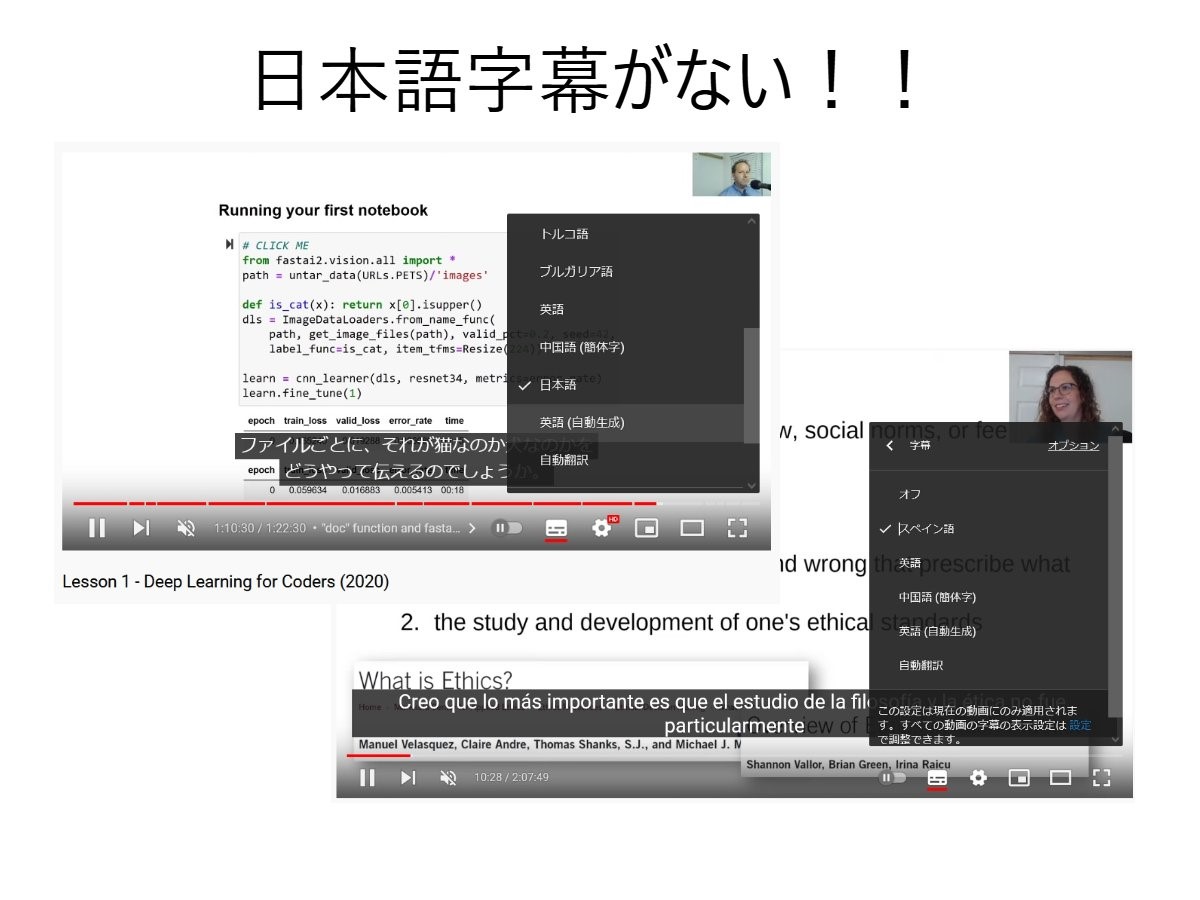 日本語字幕がない！！
Running your first notebook
# CLICK ME
from fastai2.vision.all import *
path = untar_data(URLs.PETS)/'images'
def is_cat(x): return x[0].isupper()
dls = ImageDataLoaders.from_name_func(
path, get_image_files(path), valid_pct=0.2, seed=42,
label_func=is_cat, item_tfms=Resize(224))
learn = cnn_learner(dls, resnet34, metrics=error_rate)
learn.fine_tune(1)
epoch train_loss valid_loss error_rate time
ファイルごとに、それが猫なのか犬なのかを
epoch
どうやって伝えるのでしょうか。
0 0.059634 0.016883 0.005413 00:18
トルコ語
ブルガリア語
英語
中国語 (簡体字)
日本語
英語 (自動生成)
自動翻訳
1:10:30 / 1:22:30 • "doc" function and fasta...
HD
Lesson 1 - Deep Learning for Coders (2020)
w, social norms, or fee
nd wrong that prescribe what
2. the study and development of one's ethical standards
What is Ethics?
Home
Creo que lo más importante es que el estudio de la filosofía y la ética no fue
particularmente
Manuel Velasquez, Claire Andre, Thomas Shanks, S.J., and Michael J. M
Shannon Vallor, Brian Green, Irina Raicu
10:28 / 2:07:49
字幕
オプション
オフ
スペイン語
英語
中国語 (簡体字)
英語 (自動生成)
自動翻訳
この設定は現在の動画にのみ適用されま
す。すべての動画の字幕の表示設定は 設定
で調整できます。